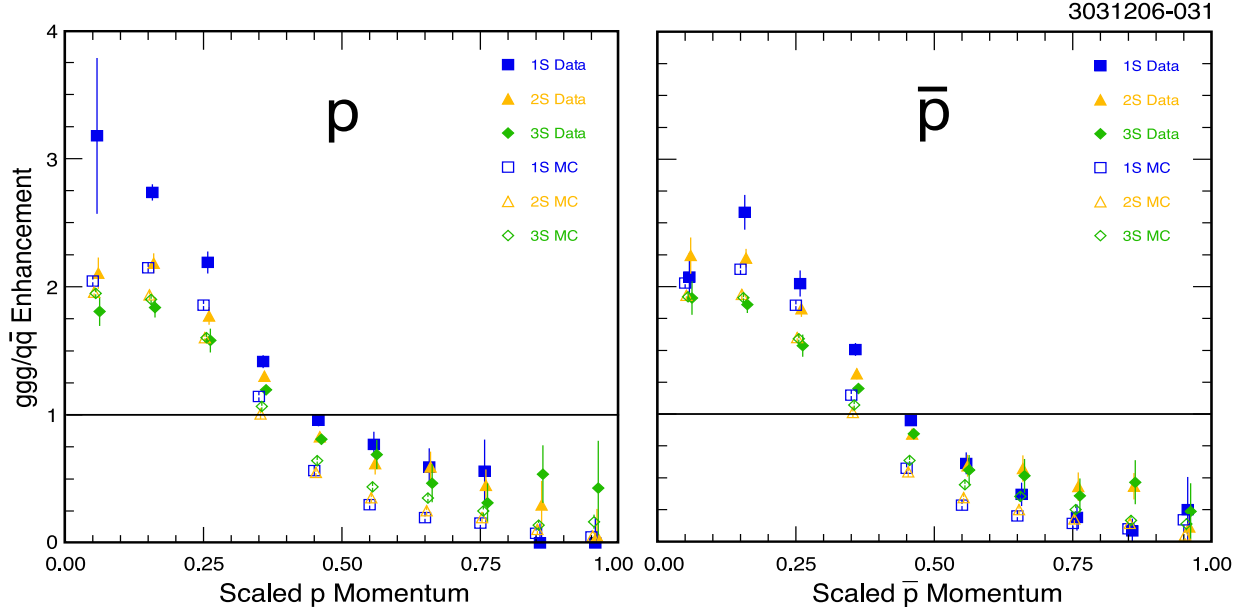 3031206-031
ggg/qq̄ Enhancement
4
3
2
1
0
p
1S Data
2S Data
3S Data
1S MC
2S MC
3S MC
0.00 0.25 0.50 0.75 1.00
Scaled p Momentum
p̄
1S Data
2S Data
3S Data
1S MC
2S MC
3S MC
0.00 0.25 0.50 0.75 1.00
Scaled p̄ Momentum